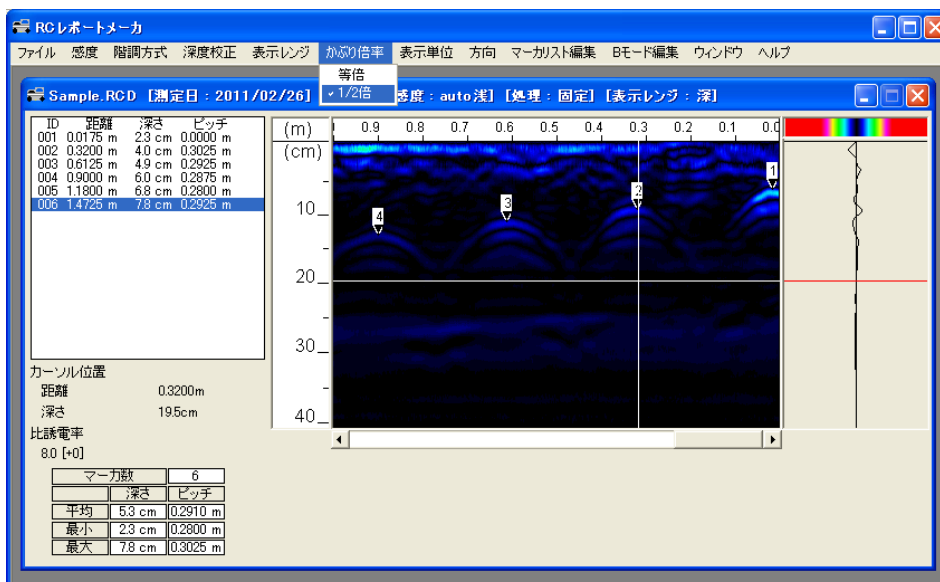 RCレポートメーカ
ファイル 感度 階調方式 深度校正 表示レンジ かぶり倍率 表示単位 方向 マーカリスト編集 Bモード編集 ウィンドウ ヘルプ
等倍
✓ 1/2倍
Sample.RCD [測定日:2011/02/26] 感度:auto浅] [処理:固定] [表示レンジ:深]
ID 距離 深さ ピッチ
001 0.0175 m 2.3 cm 0.0000 m
002 0.3200 m 4.0 cm 0.3025 m
003 0.6125 m 4.9 cm 0.2925 m
004 0.9000 m 6.0 cm 0.2875 m
005 1.1800 m 6.8 cm 0.2800 m
006 1.4725 m 7.8 cm 0.2925 m
(m) 0.9 0.8 0.7 0.6 0.5 0.4 0.3 0.2 0.1 0.0
(cm)
1
2
3
4
10
20
30
40
カーソル位置
距離 0.3200m
深さ 19.5cm
比誘電率
8.0 [+0]
マーカ数 6
深さ ピッチ
平均 5.3 cm 0.2910 m
最小 2.3 cm 0.2800 m
最大 7.8 cm 0.3025 m